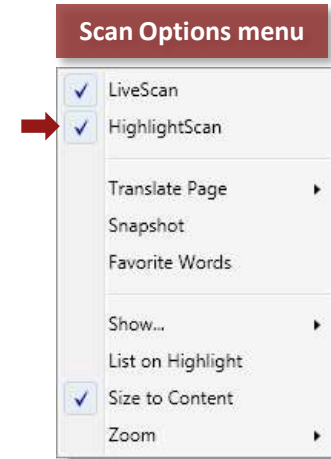 Scan Options menu
LiveScan
HighlightScan
Translate Page
Snapshot
Favorite Words
Show...
List on Highlight
Size to Content
Zoom